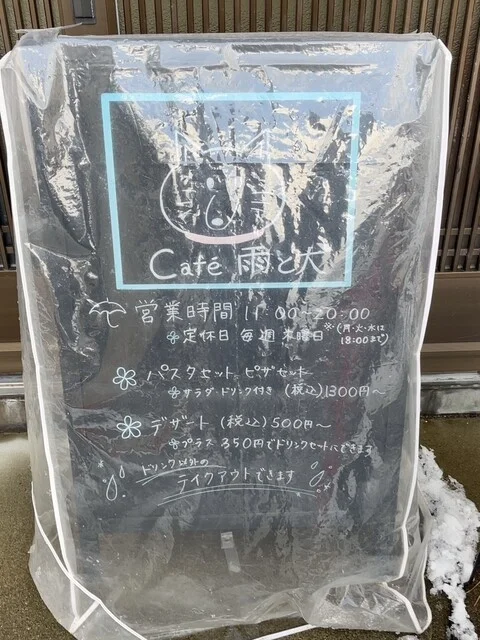 Café 雨と犬
営業時間 11:00~20:00
定休日 毎週 木曜日
※(月・火・水は
18:00まで)
パスタセット ピザセット
サラダ・ドリンク付き (税込) 1300円~
デザート (税込) 500円~
プラス 350円でドリンクセットにできます
ドリンク以外の
テイクアウトできます